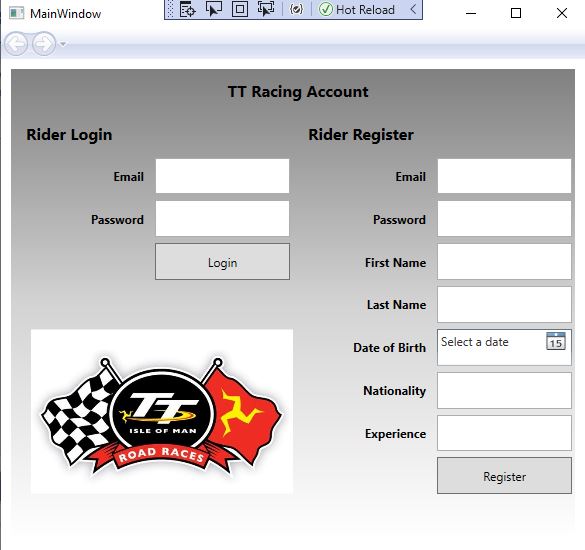 MainWindow
Hot Reload
TT Racing Account
Rider Login
Rider Register
Email
Password
Login
Email
Password
First Name
Last Name
Date of Birth
Select a date
15
Nationality
Experience
Register
TT
ISLE OF MAN
ROAD RACES